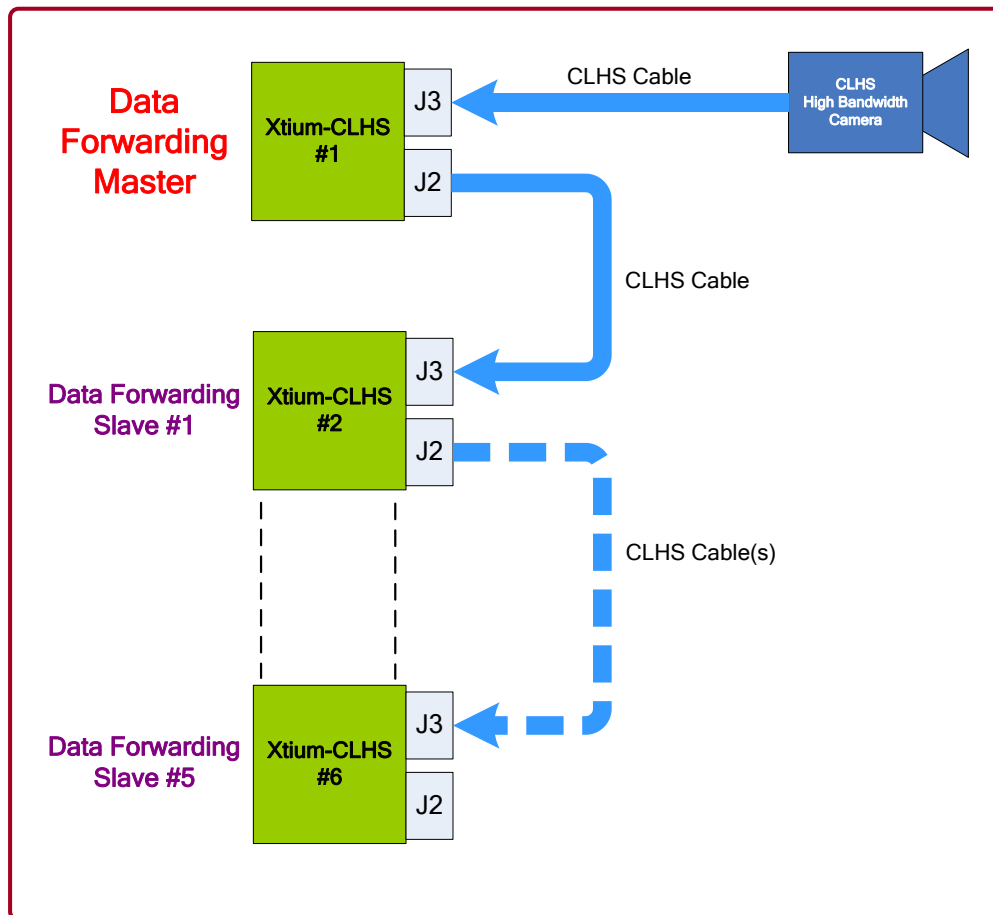 Data
Forwarding
Master
Xtium-CLHS
#1
J3
J2
CLHS Cable
CLHS
High Bandwidth
Camera
CLHS Cable
Data Forwarding
Slave #1
Xtium-CLHS
#2
J3
J2
CLHS Cable(s)
Data Forwarding
Slave #5
Xtium-CLHS
#6
J3
J2